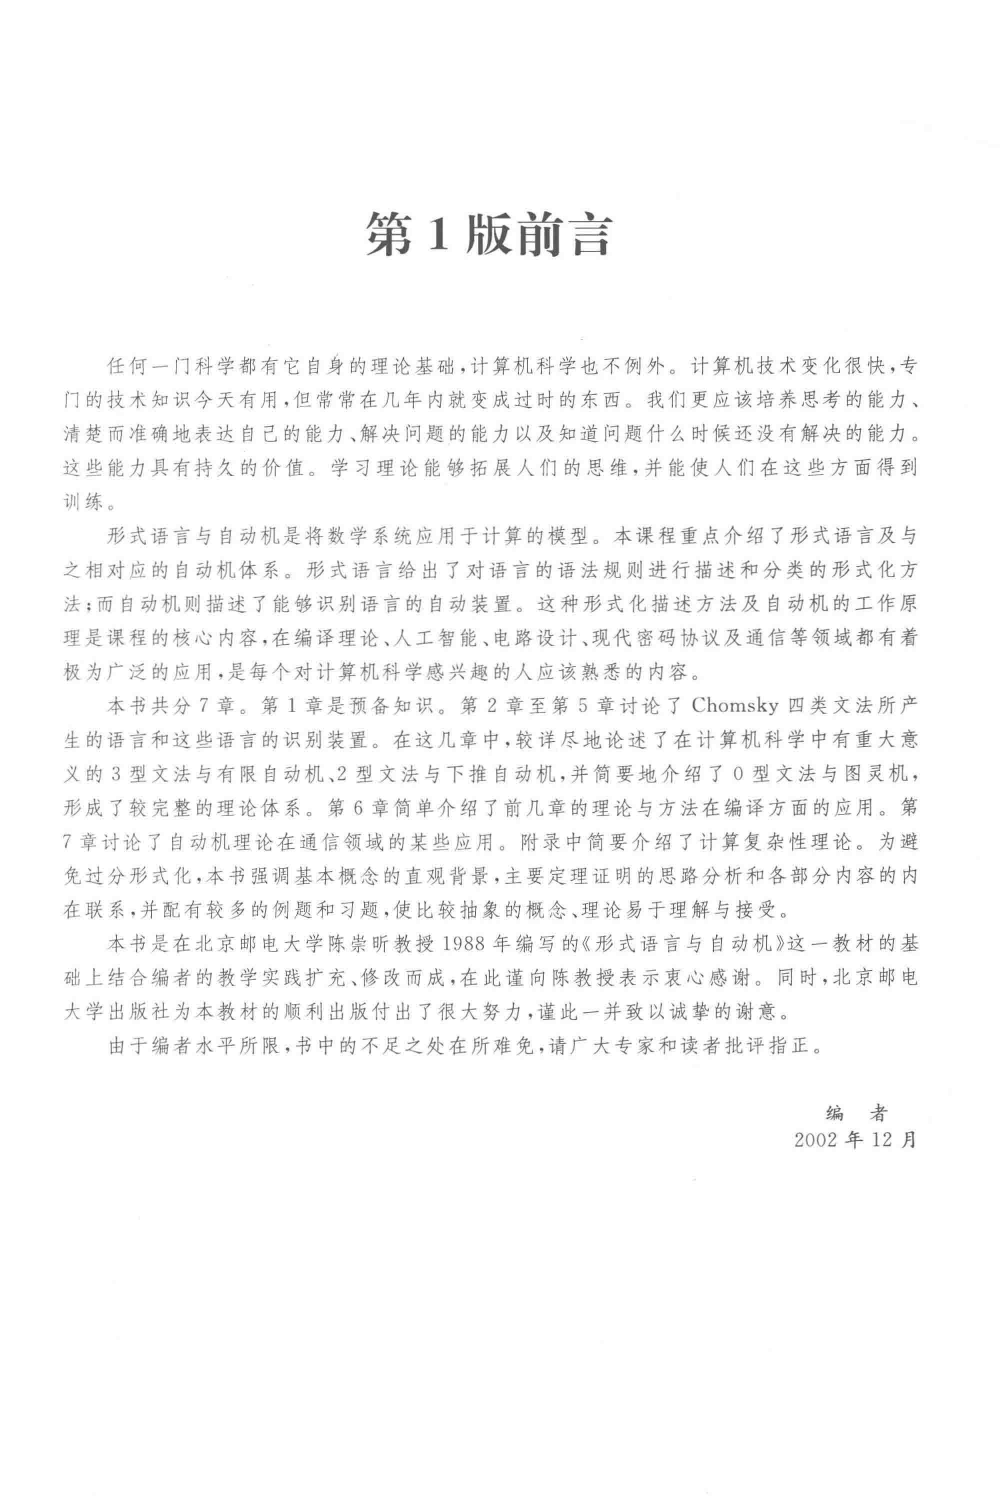 第1版前言
任何一门科学都有它自身的理论基础,计算机科学也不例外。计算机技术变化很快,专
门的技术知识今天有用,但常常在几年内就变成过时的东西。我们更应该培养思考的能力、
清楚而准确地表达自己的能力、解决问题的能力以及知道问题什么时候还没有解决的能力。
这些能力具有持久的价值。学习理论能够拓展人们的思维,并能使人们在这些方面得到
训练。
形式语言与自动机是将数学系统应用于计算的模型。本课程重点介绍了形式语言及与
之相对应的自动机体系。形式语言给出了对语言的语法规则进行描述和分类的形式化方
法;而自动机则描述了能够识别语言的自动装置。这种形式化描述方法及自动机的工作原
理是课程的核心内容,在编译理论、人工智能、电路设计、现代密码协议及通信等领域都有着
极为广泛的应用,是每个对计算机科学感兴趣的人应该熟悉的内容。
本书共分7章。第1章是预备知识。第2章至第5章讨论了Chomsky四类文法所产
生的语言和这些语言的识别装置。在这几章中,较详尽地论述了在计算机科学中有重大意
义的3型文法与有限自动机、2型文法与下推自动机,并简要地介绍了0型文法与图灵机,
形成了较完整的理论体系。第6章简单介绍了前几章的理论与方法在编译方面的应用。第
7章讨论了自动机理论在通信领域的某些应用。附录中简要介绍了计算复杂性理论。为避
免过分形式化,本书强调基本概念的直观背景,主要定理证明的思路分析和各部分内容的内
在联系,并配有较多的例题和习题,使比较抽象的概念、理论易于理解与接受。
本书是在北京邮电大学陈崇昕教授1988年编写的《形式语言与自动机》这一教材的基
础上结合编者的教学实践扩充、修改而成,在此谨向陈教授表示衷心感谢。同时,北京邮电
大学出版社为本教材的顺利出版付出了很大努力,谨此一并致以诚挚的谢意。
由于编者水平所限,书中的不足之处在所难免,请广大专家和读者批评指正。
编 者
2002年12月